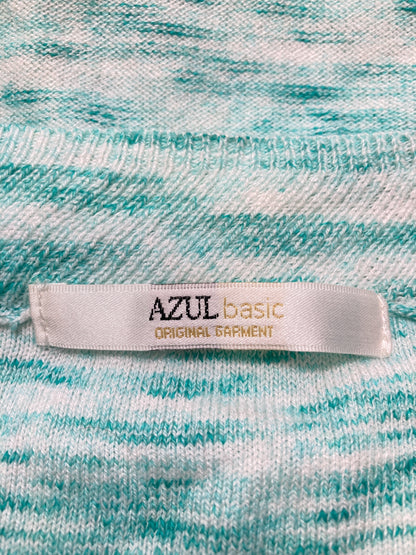 AZUL basic
ORIGINAL GARMENT